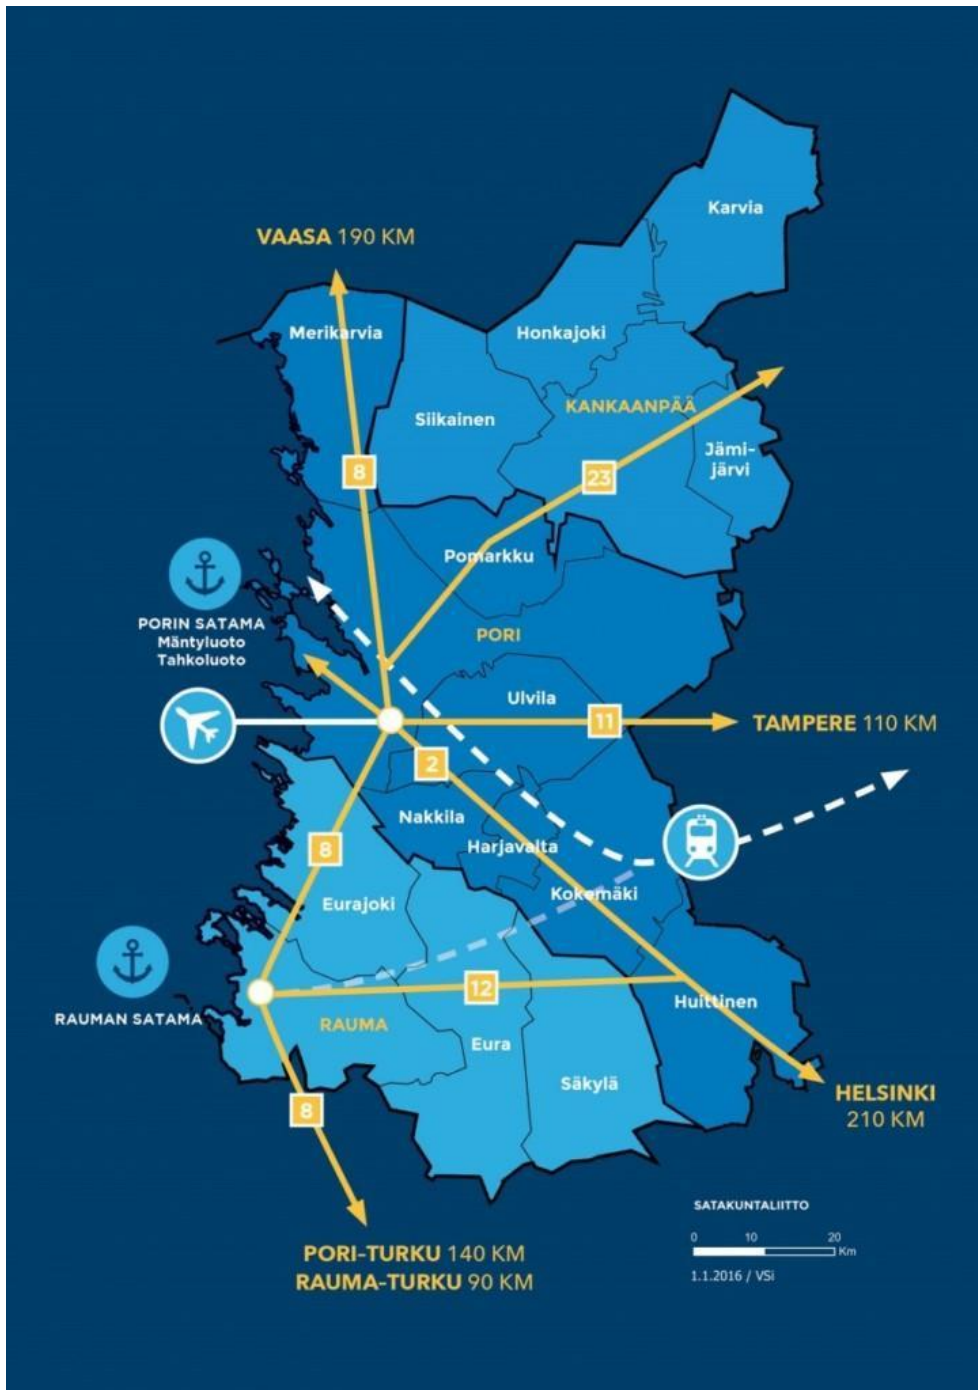 Karvia
VAASA 190 KM
Merikarvia
Honkajoki
KANKAANPÄÄ
Siikainen
Jämi-
järvi
8
23
Pomarkku
PORIN SATAMA
Mäntyluoto
Tahkoluoto
PORI
Ulvila
11
TAMPERE 110 KM
2
Nakkila
Harjavalta
8
Kokemäki
Eurajoki
12
Huittinen
RAUMAN SATAMA
RAUMA
Eura
Säkylä
HELSINKI
210 KM
8
SATAKUNTALIITTO
0 10 20
Km
1.1.2016 / VSi
PORI-TURKU 140 KM
RAUMA-TURKU 90 KM